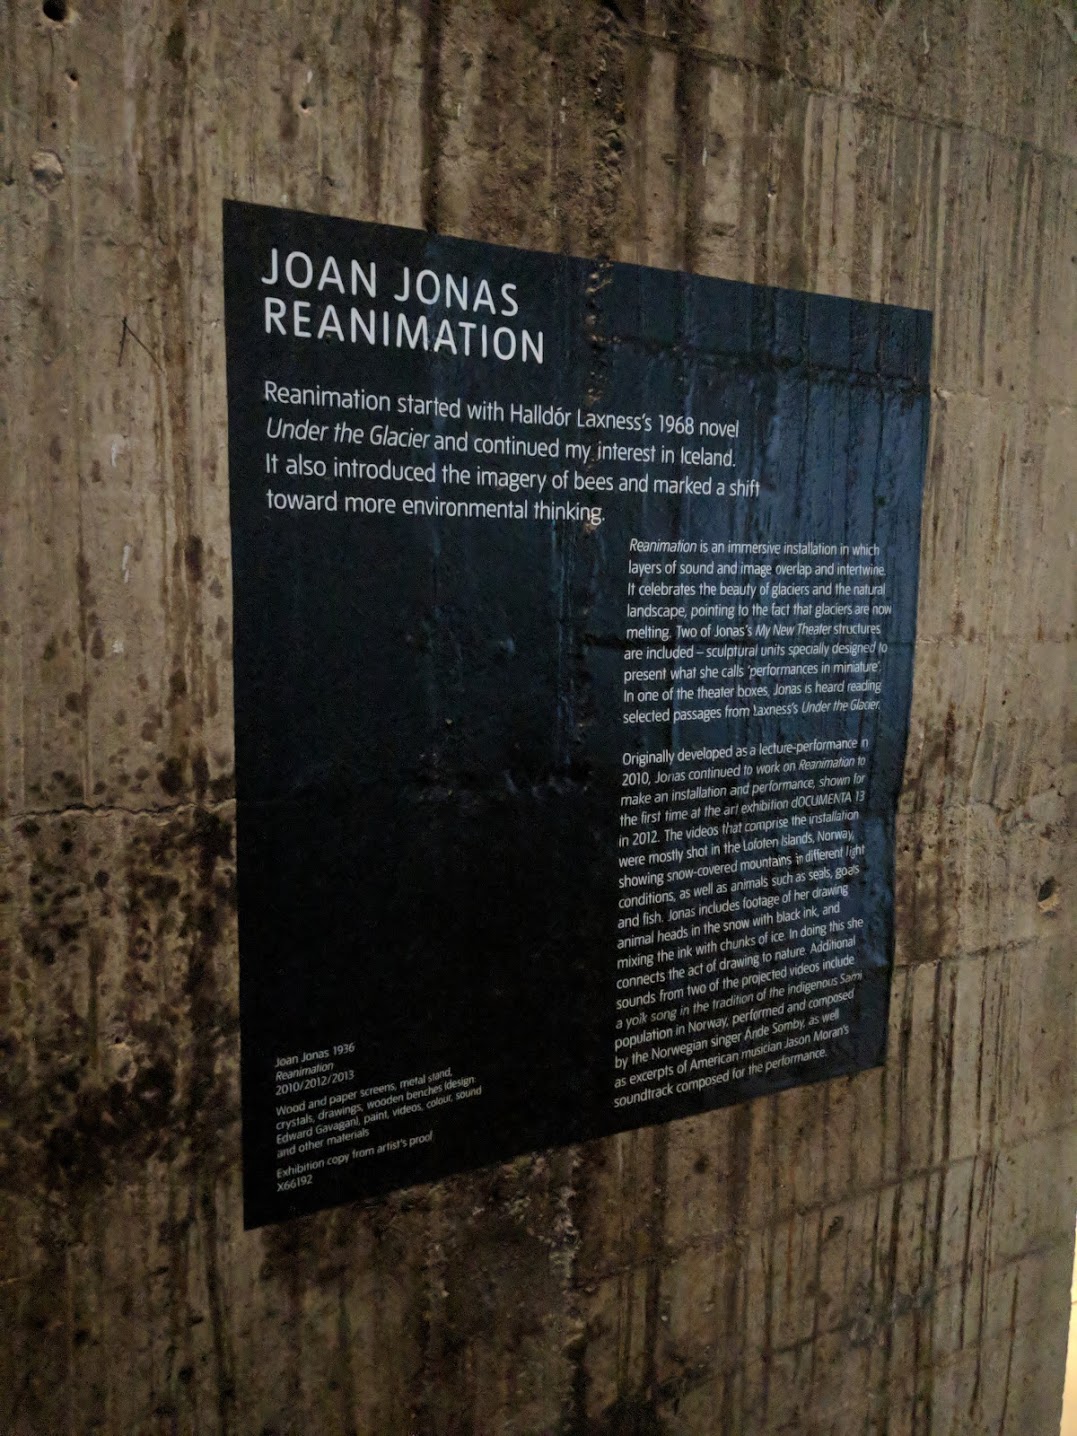 JOAN JONAS
REANIMATION
Reanimation started with Halldór Laxness's 1968 novel
Under the Glacier and continued my interest in Iceland.
It also introduced the imagery of bees and marked a shift
toward more environmental thinking.
Reanimation is an immersive installation in which
layers of sound and image overlap and intertwine.
It celebrates the beauty of glaciers and the natural
landscape, pointing to the fact that glaciers are now
melting. Two of Jonas's My New Theater structures
are included – sculptural units specially designed to
present what she calls 'performances in miniature'.
In one of the theater boxes, Jonas is heard reading
selected passages from Laxness's Under the Glacier.
Originally developed as a lecture-performance in
2010, Jonas continued to work on Reanimation to
make an installation and performance, shown for
the first time at the art exhibition dOCUMENTA 13
in 2012. The videos that comprise the installation
were mostly shot in the Lofoten Islands, Norway,
showing snow-covered mountains in different light
conditions, as well as animals such as seals, goats
and fish. Jonas includes footage of her drawing
animal heads in the snow with black ink, and
mixing the ink with chunks of ice. In doing this she
connects the act of drawing to nature. Additional
sounds from two of the projected videos include
a yoik song in the tradition of the indigenous Sami
population in Norway, performed and composed
by the Norwegian singer Ánde Somby, as well
as excerpts of American musician Jason Moran's
soundtrack composed for the performance.
Joan Jonas 1936
Reanimation
2010/2012/2013
Wood and paper screens, metal stand,
crystals, drawings, wooden benches (design
Edward Gavagan), paint, videos, colour, sound
and other materials
Exhibition copy from artist's proof
X66192